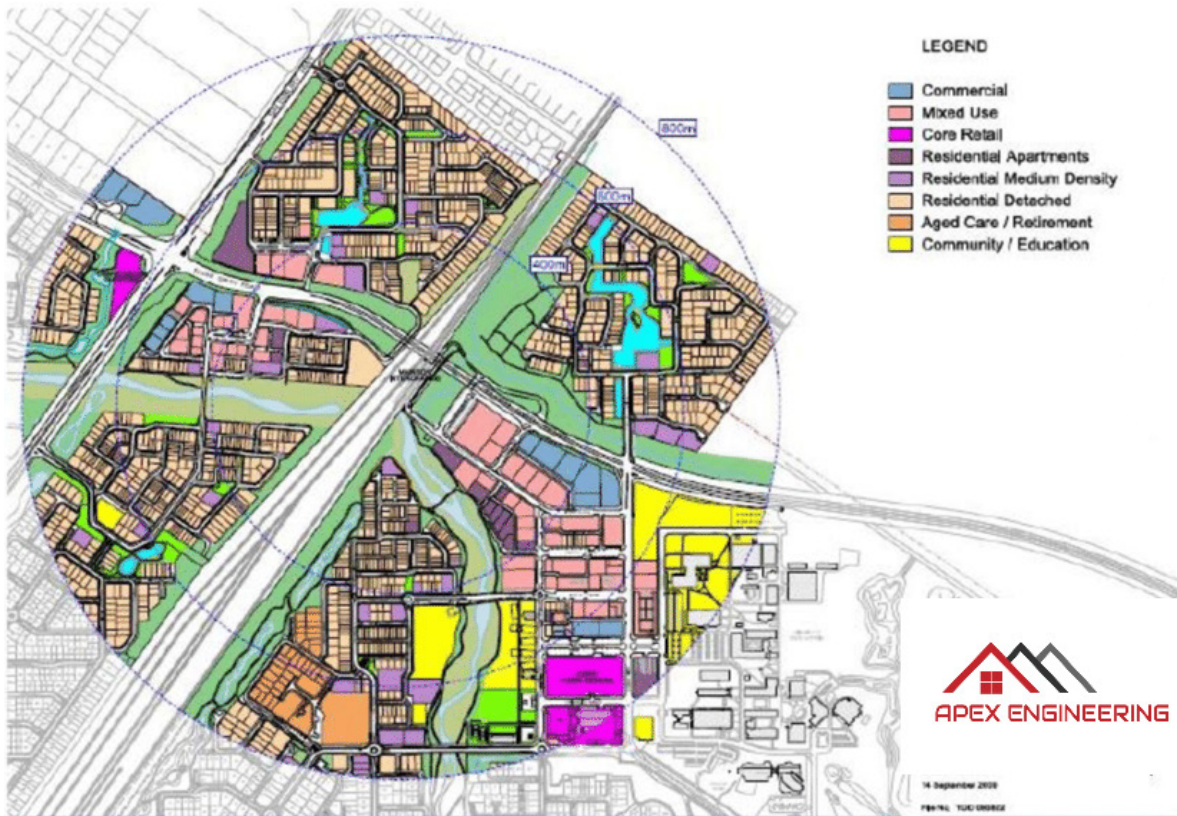 LEGEND
Commercial
Mixed Use
Core Retail
Residential Apartments
Residential Medium Density
Residential Detached
Aged Care / Retirement
Community / Education
800m
600m
400m
APEX ENGINEERING
14 September 2009